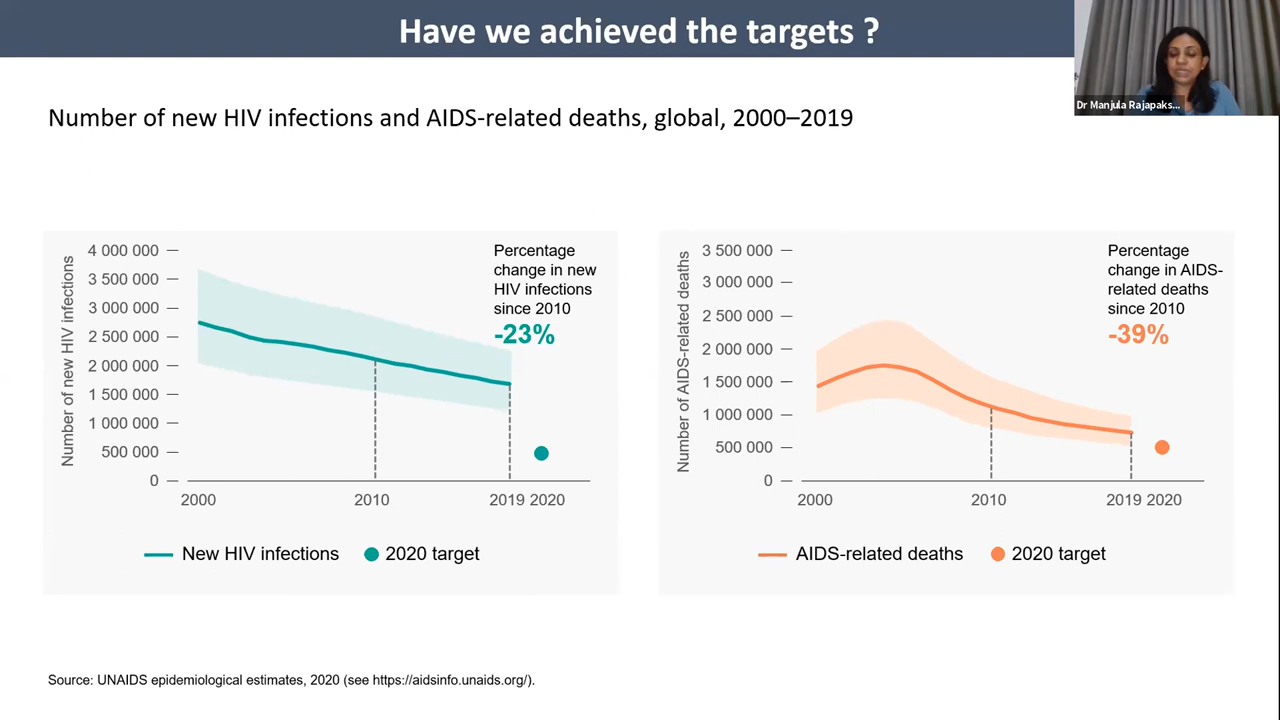 Have we achieved the targets ?
Dr Manjula Rajapaks...
Number of new HIV infections and AIDS-related deaths, global, 2000–2019
Number of new HIV infections
4 000 000
3 500 000
3 000 000
2 500 000
2 000 000
1 500 000
1 000 000
500 000
0
2000
2010
2019 2020
Percentage
change in new
HIV infections
since 2010
-23%
New HIV infections
2020 target
Number of AIDS-related deaths
3 500 000
3 000 000
2 500 000
2 000 000
1 500 000
1 000 000
500 000
0
2000
2010
2019 2020
Percentage
change in AIDS-
related deaths
since 2010
-39%
AIDS-related deaths
2020 target
Source: UNAIDS epidemiological estimates, 2020 (see https://aidsinfo.unaids.org/).